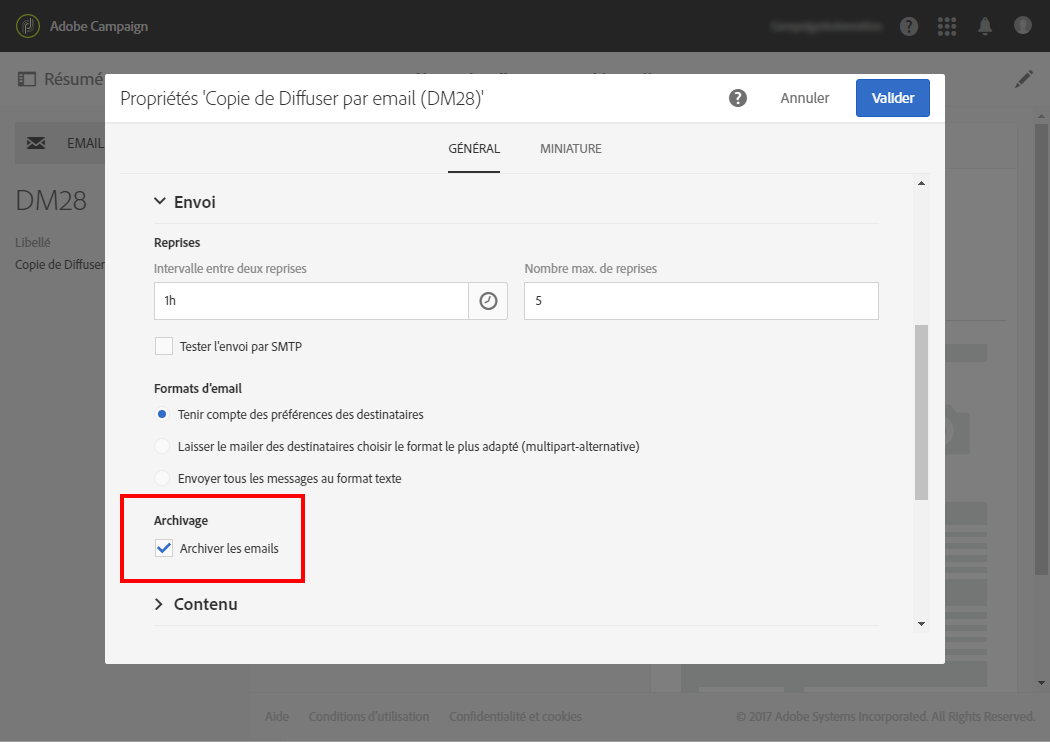 Adobe Campaign
Résumé
Propriétés 'Copie de Diffuser par email (DM28)'
Annuler
Valider
EMAIL
GÉNÉRAL
MINIATURE
DM28
Libellé
Copie de Diffuser
Envoi
Reprises
Intervalle entre deux reprises
Nombre max. de reprises
1h
5
Tester l'envoi par SMTP
Formats d'email
Tenir compte des préférences des destinataires
Laisser le mailer des destinataires choisir le format le plus adapté (multipart-alternative)
Envoyer tous les messages au format texte
Archivage
Archiver les emails
Contenu
Aide
Conditions d'utilisation
Confidentialité et cookies
© 2017 Adobe Systems Incorporated. All Rights Reserved.